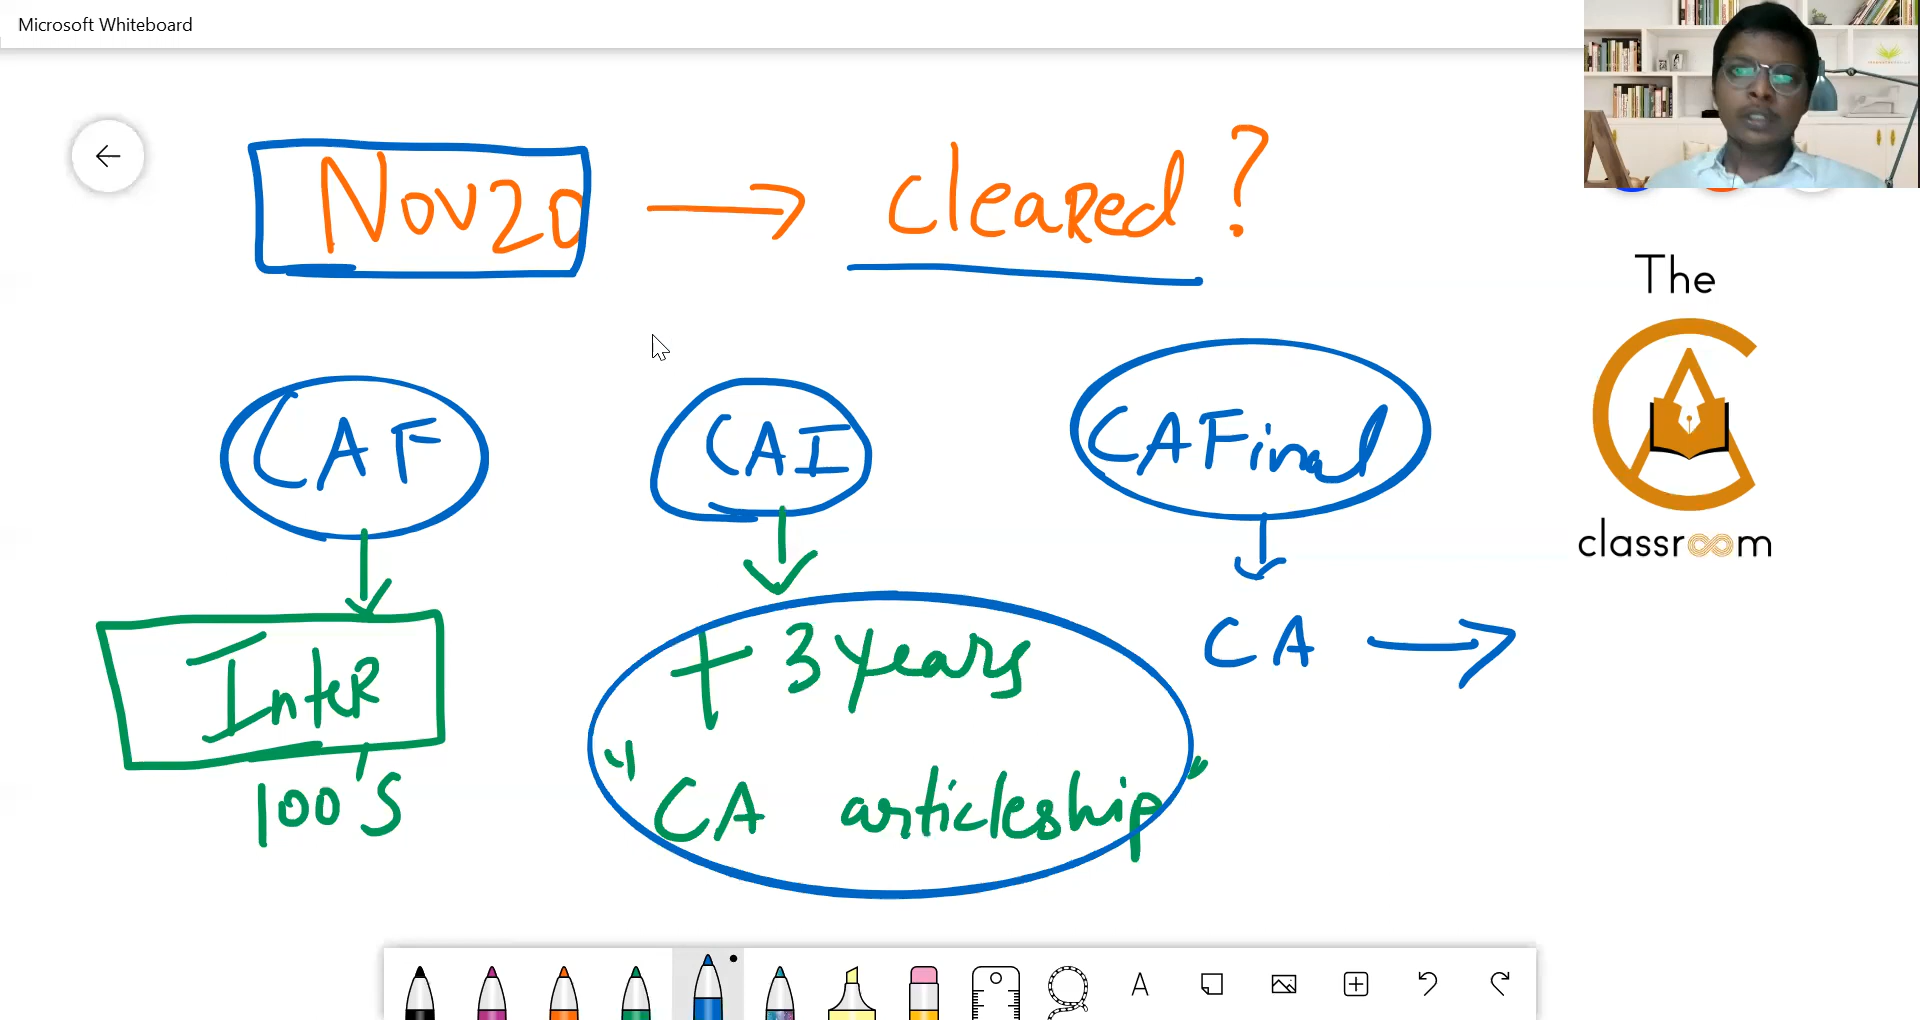 Microsoft Whiteboard
Nov20 → cleared?
The
CAF
CAI
CA Final
classroom
Inter
+ 3 years
CA →
100's
" CA articleship "
A